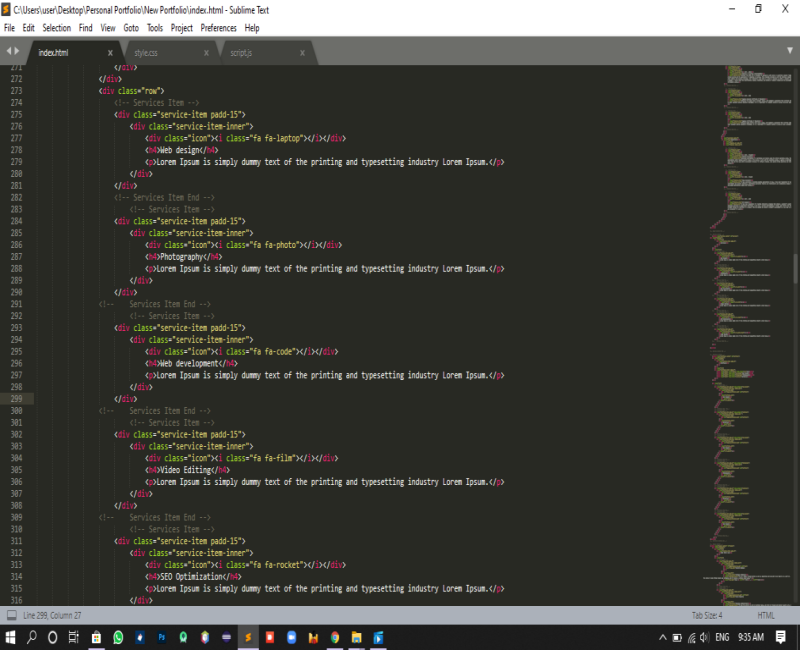 C:\Users\user\Desktop\Personal Portfolio\New Portfolio\index.html - Sublime Text
File Edit Selection Find View Goto Tools Project Preferences Help
index.html x style.css x script.js x
271 </div>
272 </div>
273 <div class="row">
274 <!-- Services Item -->
275 <div class="service-item padd-15">
276 <div class="service-item-inner">
277 <div class="icon"><i class="fa fa-laptop"></i></div>
278 <h4>Web design</h4>
279 <p>Lorem Ipsum is simply dummy text of the printing and typesetting industry Lorem Ipsum.</p>
280 </div>
281 </div>
282 <!-- Services Item End -->
283 <!-- Services Item -->
284 <div class="service-item padd-15">
285 <div class="service-item-inner">
286 <div class="icon"><i class="fa fa-photo"></i></div>
287 <h4>Photography</h4>
288 <p>Lorem Ipsum is simply dummy text of the printing and typesetting industry Lorem Ipsum.</p>
289 </div>
290 </div>
291 <!-- Services Item End -->
292 <!-- Services Item -->
293 <div class="service-item padd-15">
294 <div class="service-item-inner">
295 <div class="icon"><i class="fa fa-code"></i></div>
296 <h4>Web development</h4>
297 <p>Lorem Ipsum is simply dummy text of the printing and typesetting industry Lorem Ipsum.</p>
298 </div>
299 </div>
300 <!-- Services Item End -->
301 <!-- Services Item -->
302 <div class="service-item padd-15">
303 <div class="service-item-inner">
304 <div class="icon"><i class="fa fa-film"></i></div>
305 <h4>Video Editing</h4>
306 <p>Lorem Ipsum is simply dummy text of the printing and typesetting industry Lorem Ipsum.</p>
307 </div>
308 </div>
309 <!-- Services Item End -->
310 <!-- Services Item -->
311 <div class="service-item padd-15">
312 <div class="service-item-inner">
313 <div class="icon"><i class="fa fa-rocket"></i></div>
314 <h4>SEO Optimization</h4>
315 <p>Lorem Ipsum is simply dummy text of the printing and typesetting industry Lorem Ipsum.</p>
316 </div>
Line 299, Column 27 Tab Size: 4 HTML
Ps ENG 9:35 AM